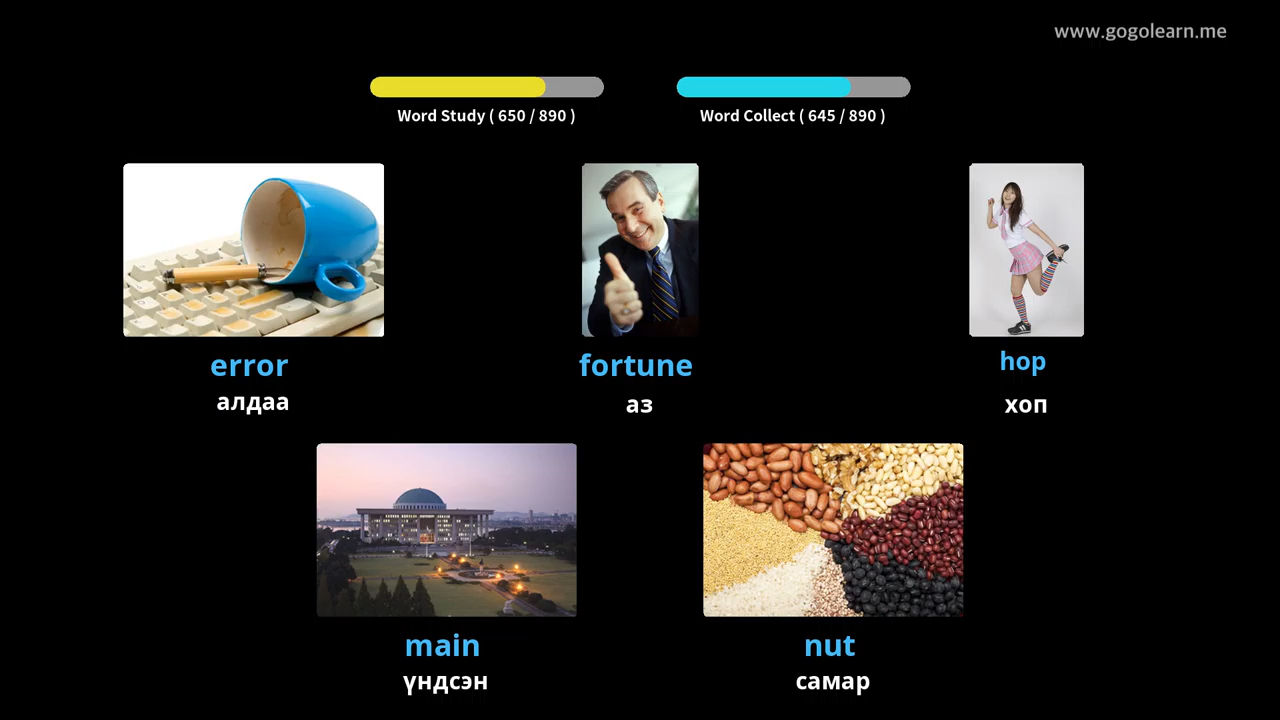 www.gogolearn.me
Word Study ( 650 / 890 )
Word Collect ( 645 / 890 )
error
алдаа
fortune
аз
hop
хоп
main
үндсэн
nut
самар